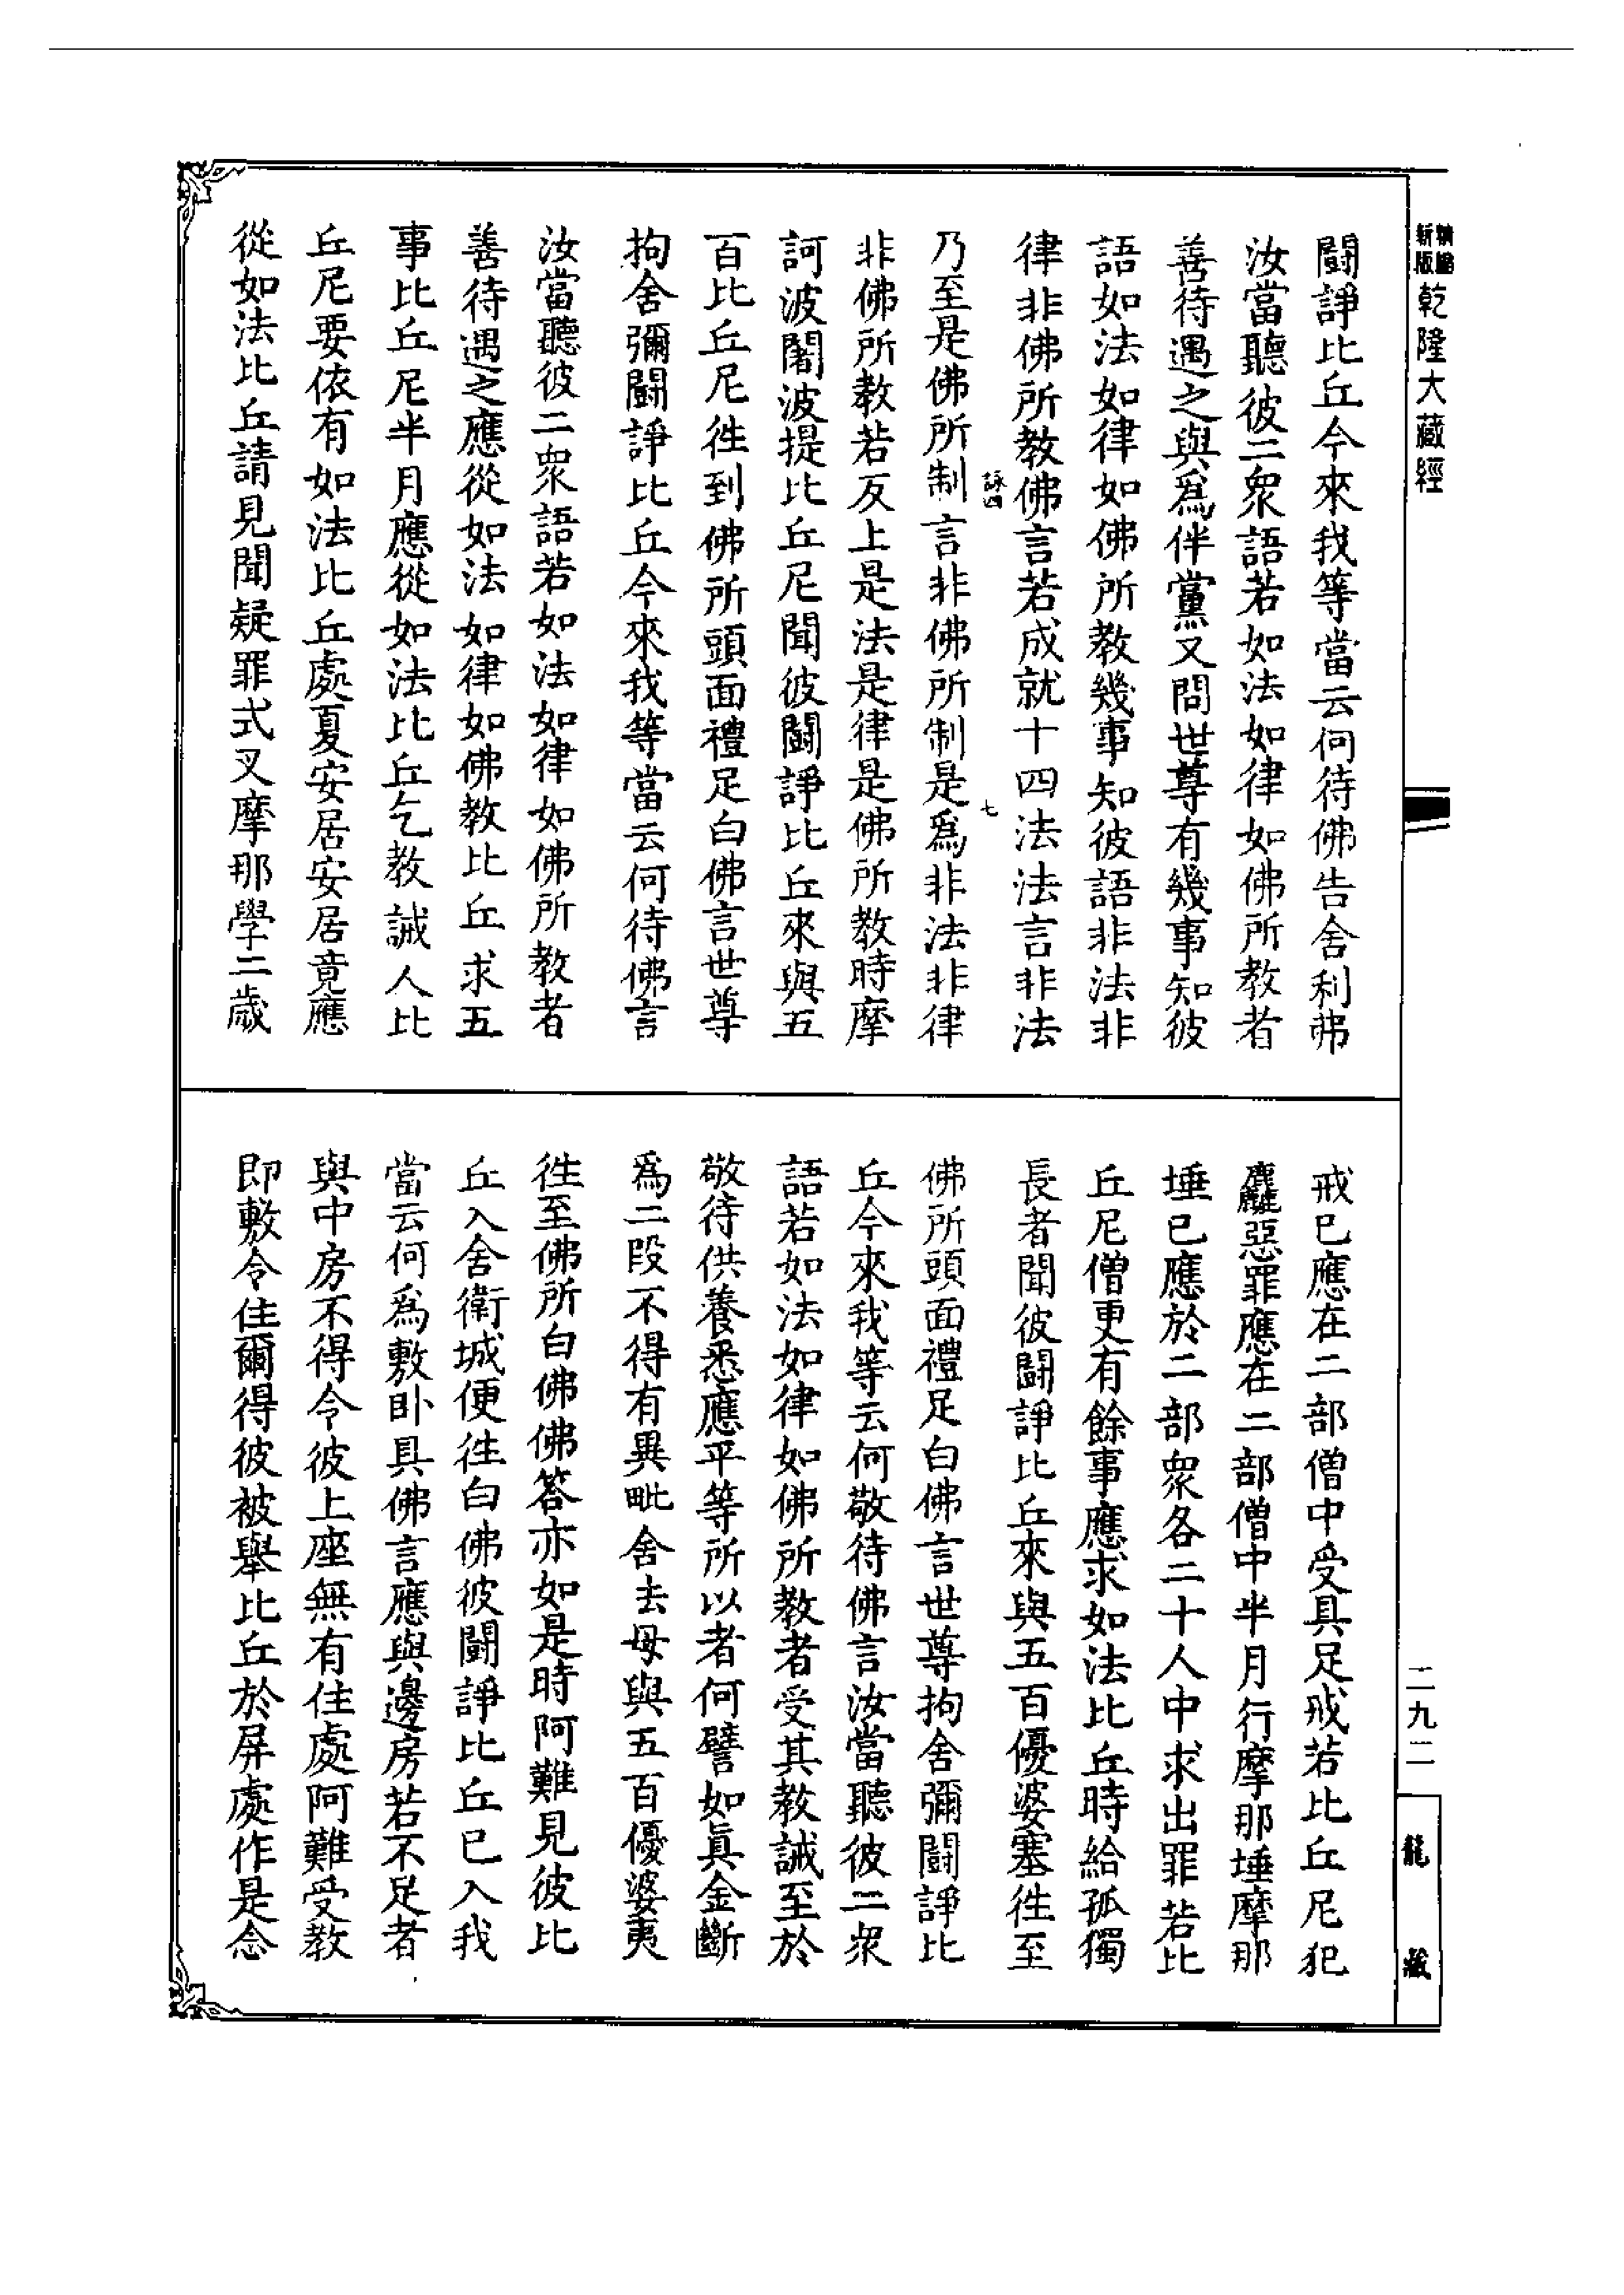 新版
精縮
乾隆大藏經
鬪諍比丘今來我等當云何待佛告舍利弗
汝當聽彼二衆語若如法如律如佛所教者
善待遇之與爲伴黨又問世尊有幾事知彼
語如法如律如佛所教幾事知彼語非法非
律非佛所教佛言若成就十四法法言非法
詠四
七
乃至是佛所制言非佛所制是爲非法非律
非佛所教若反上是法是律是佛所教時摩
訶波闍波提比丘尼聞彼鬪諍比丘來與五
百比丘尼徃到佛所頭面禮足白佛言世尊
拘舍彌鬪諍比丘今來我等當云何待佛言
汝當聽彼二衆語若如法如律如佛所教者
善待遇之應從如法如律如佛教比丘求五
事比丘尼半月應從如法比丘乞教誡人比
丘尼要依有如法比丘處夏安居安居竟應
從如法比丘請見聞疑罪式叉摩那學二歲
戒已應在二部僧中受具足戒若比丘尼犯
麤惡罪應在二部僧中半月行摩那埵摩那
埵已應於二部衆各二十人中求出罪若比
丘尼僧更有餘事應求如法比丘時給孤獨
長者聞彼鬪諍比丘來與五百優婆塞徃至
佛所頭面禮足白佛言世尊拘舍彌鬪諍比
丘今來我等云何敬待佛言汝當聽彼二衆
語若如法如律如佛所教者受其教誡至於
敬待供養悉應平等所以者何譬如眞金斷
爲二段不得有異毗舍去母與五百優婆夷
徃至佛所白佛佛答亦如是時阿難見彼比
丘入舍衛城便徃白佛彼鬪諍比丘已入我
當云何爲敷卧具佛言應與邊房若不足者
與中房不得令彼上座無有住處阿難受教
即敷令住爾得彼被舉比丘於屏處作是念
二九二
龍藏